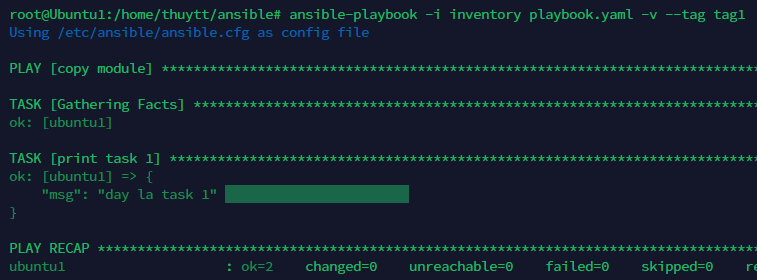 root@Ubuntu1:/home/thuytt/ansible# ansible-playbook -i inventory playbook.yaml -v --tag tag1
Using /etc/ansible/ansible.cfg as config file
PLAY [copy module] ***************************************************************************
TASK [Gathering Facts] ***********************************************************************
ok: [ubuntu1]
TASK [print task 1] **************************************************************************
ok: [ubuntu1] => {
    "msg": "day la task 1"
}
PLAY RECAP ***********************************************************************************
ubuntu1                    : ok=2    changed=0    unreachable=0    failed=0    skipped=0    re